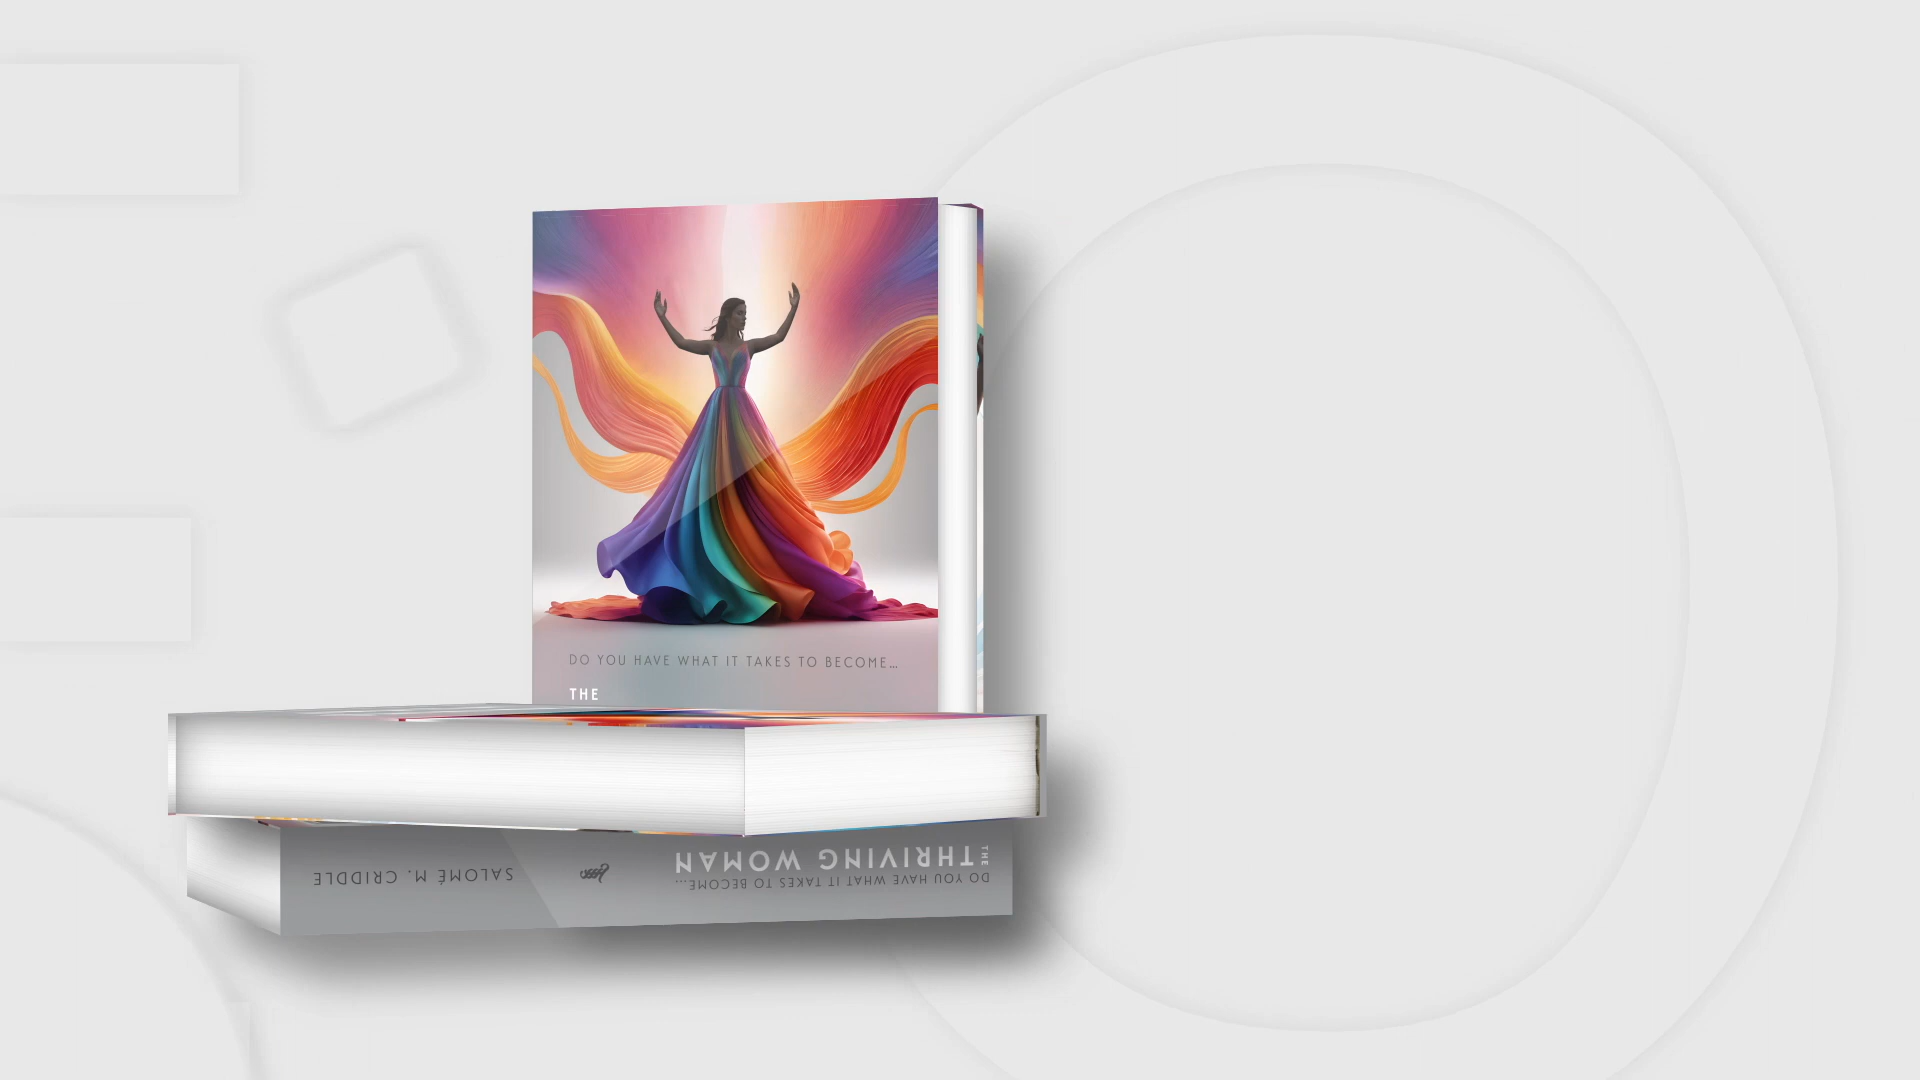 DO YOU HAVE WHAT IT TAKES TO BECOME...
THE
DO YOU HAVE WHAT IT TAKES TO BECOME...
THE THRIVING WOMAN
SALOMÉ M. CRIDDLE